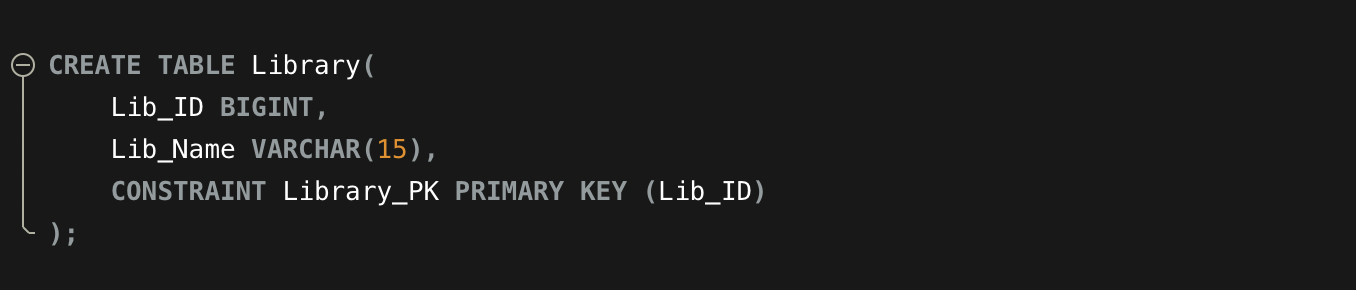 CREATE TABLE Library(
    Lib_ID BIGINT,
    Lib_Name VARCHAR(15),
    CONSTRAINT Library_PK PRIMARY KEY (Lib_ID)
);